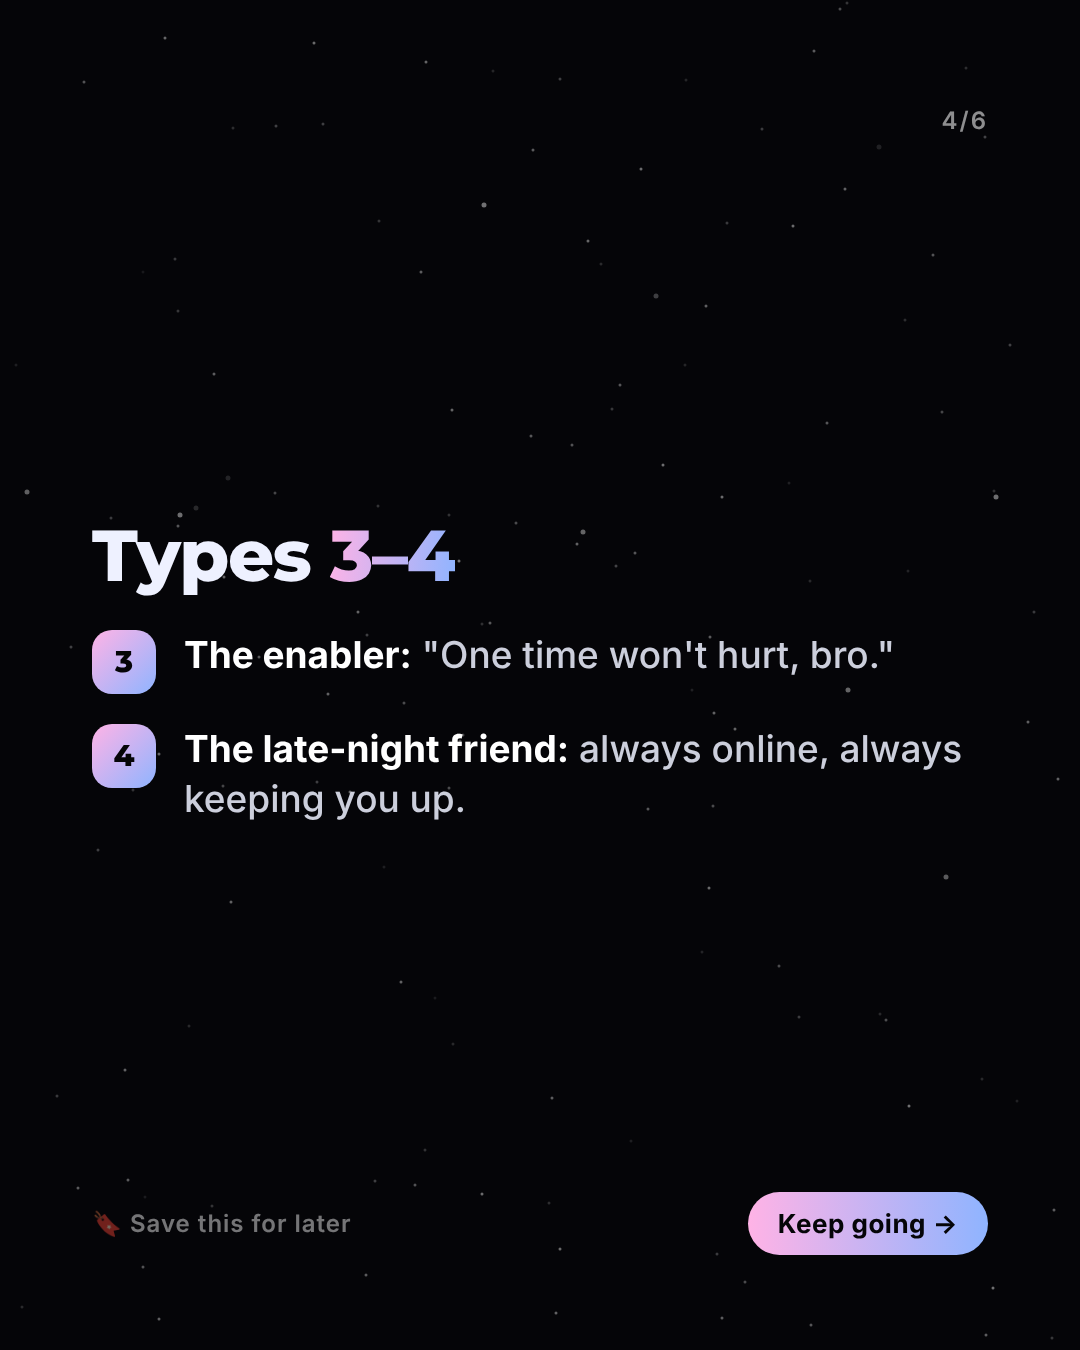 4/6
Types 3–4
3
The enabler: "One time won't hurt, bro."
4
The late-night friend: always online, always
keeping you up.
🔖 Save this for later
Keep going →